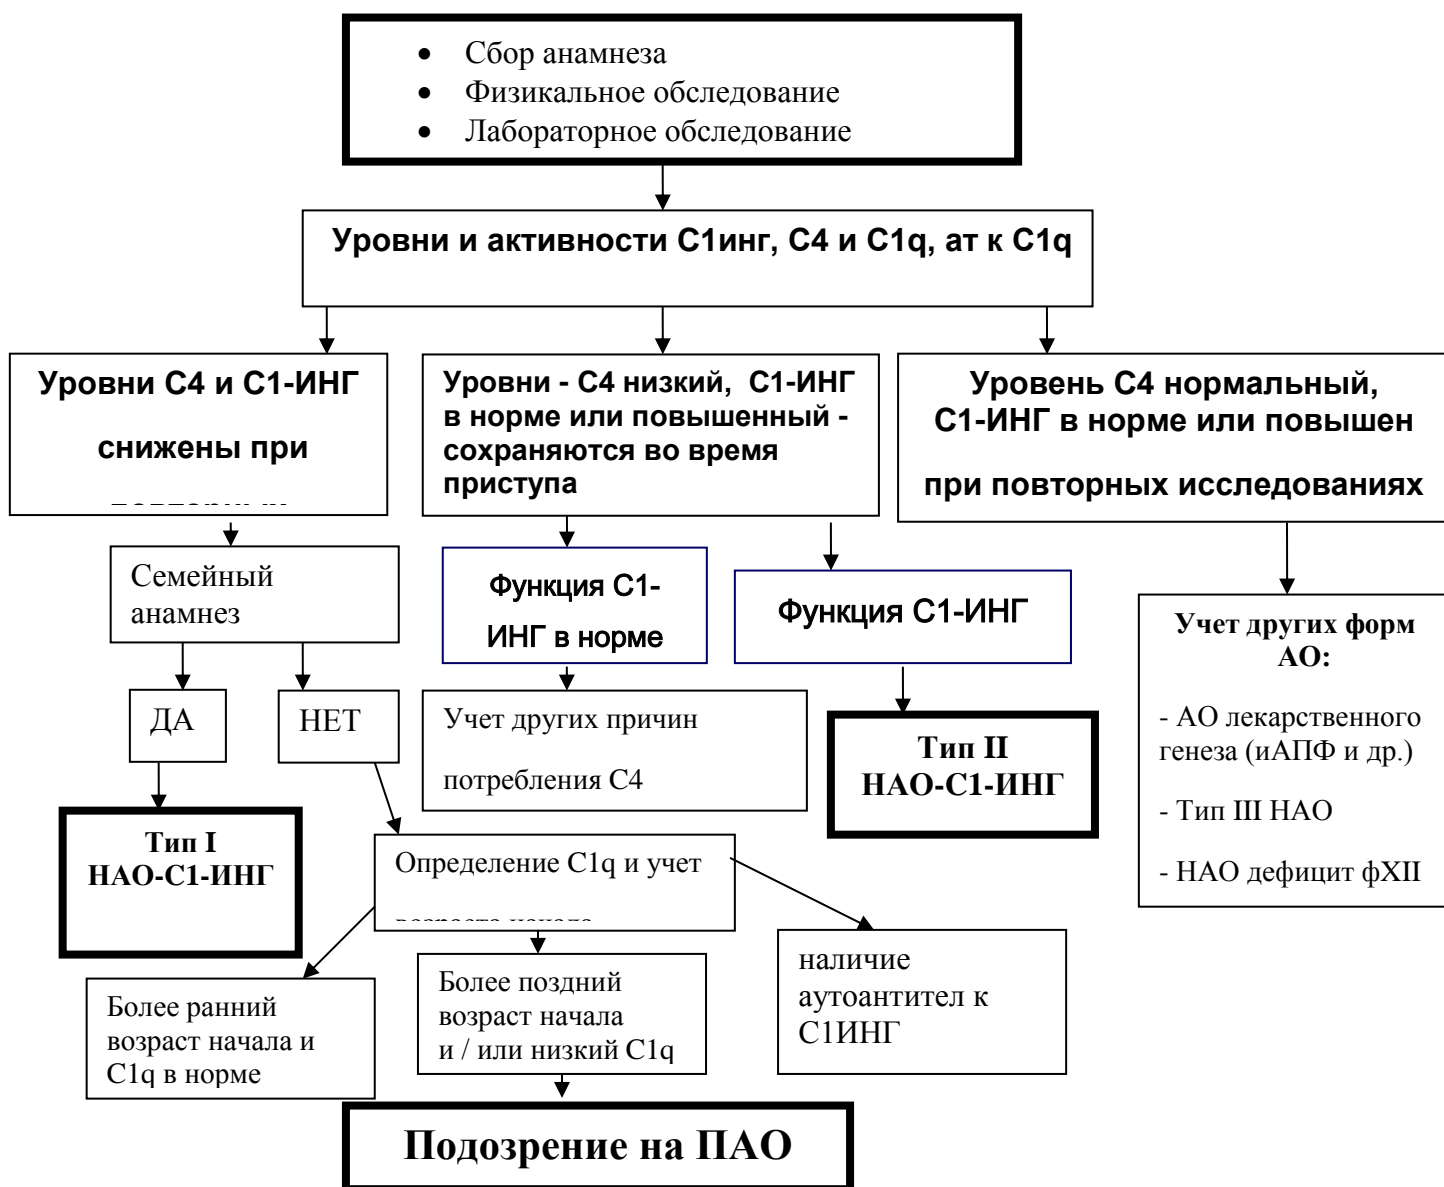 • Сбор анамнеза
• Физикальное обследование
• Лабораторное обследование
Уровни и активности С1инг, С4 и С1q, ат к С1q
Уровни С4 и С1-ИНГ
снижены при
Уровни - С4 низкий, С1-ИНГ
в норме или повышенный -
сохраняются во время
приступа
Уровень С4 нормальный,
С1-ИНГ в норме или повышен
при повторных исследованиях
Семейный
анамнез
Функция С1-
ИНГ в норме
Функция С1-ИНГ
Учет других форм
АО:
- АО лекарственного
генеза (иАПФ и др.)
- Тип III НАО
- НАО дефицит фXII
ДА
НЕТ
Учет других причин
потребления С4
Тип II
НАО-С1-ИНГ
Тип I
НАО-С1-ИНГ
Определение C1q и учет
Более ранний
возраст начала и
C1q в норме
Более поздний
возраст начала
и / или низкий C1q
наличие
аутоантител к
С1ИНГ
Подозрение на ПАО